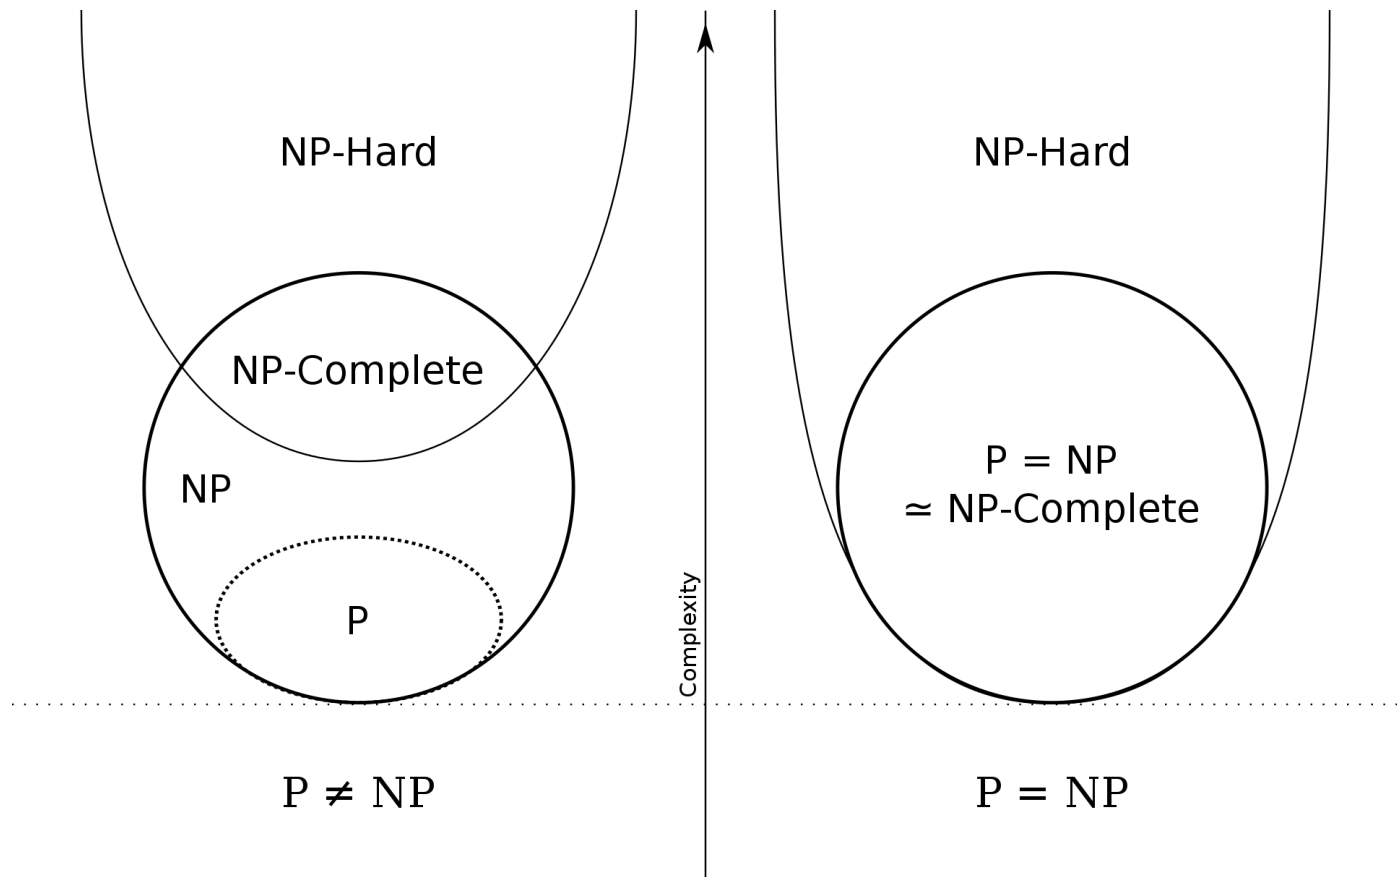 NP-Hard
NP-Complete
NP
P
P ≠ NP
Complexity
NP-Hard
P = NP
≃ NP-Complete
P = NP